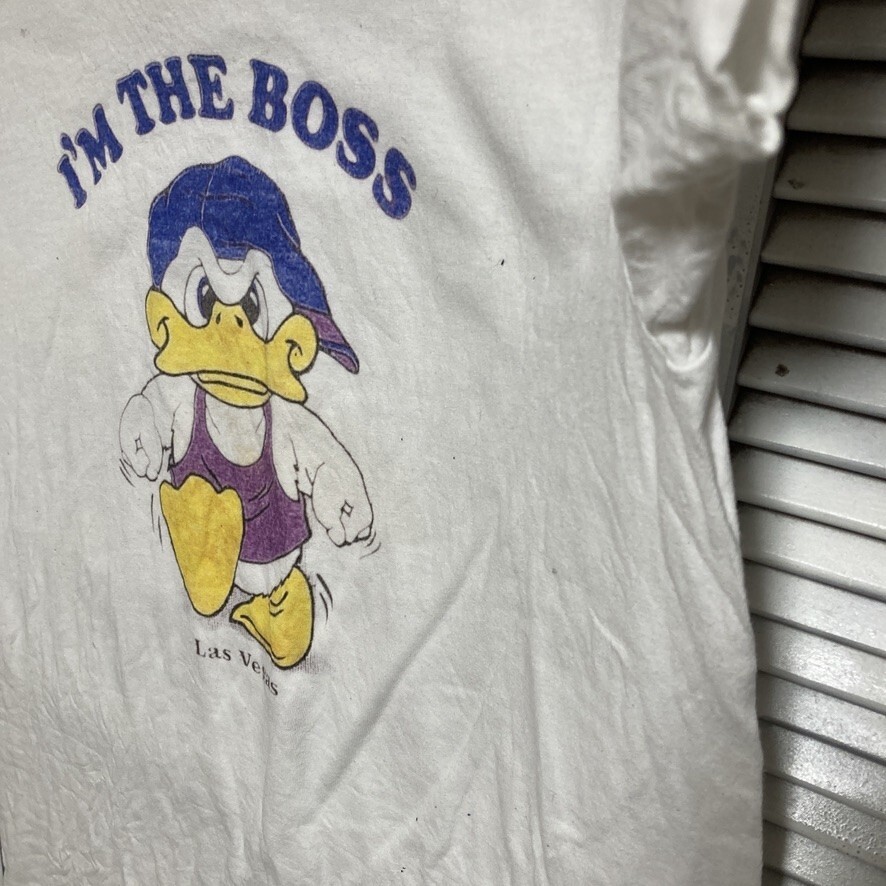 I'M THE BOSS
Las Vegas